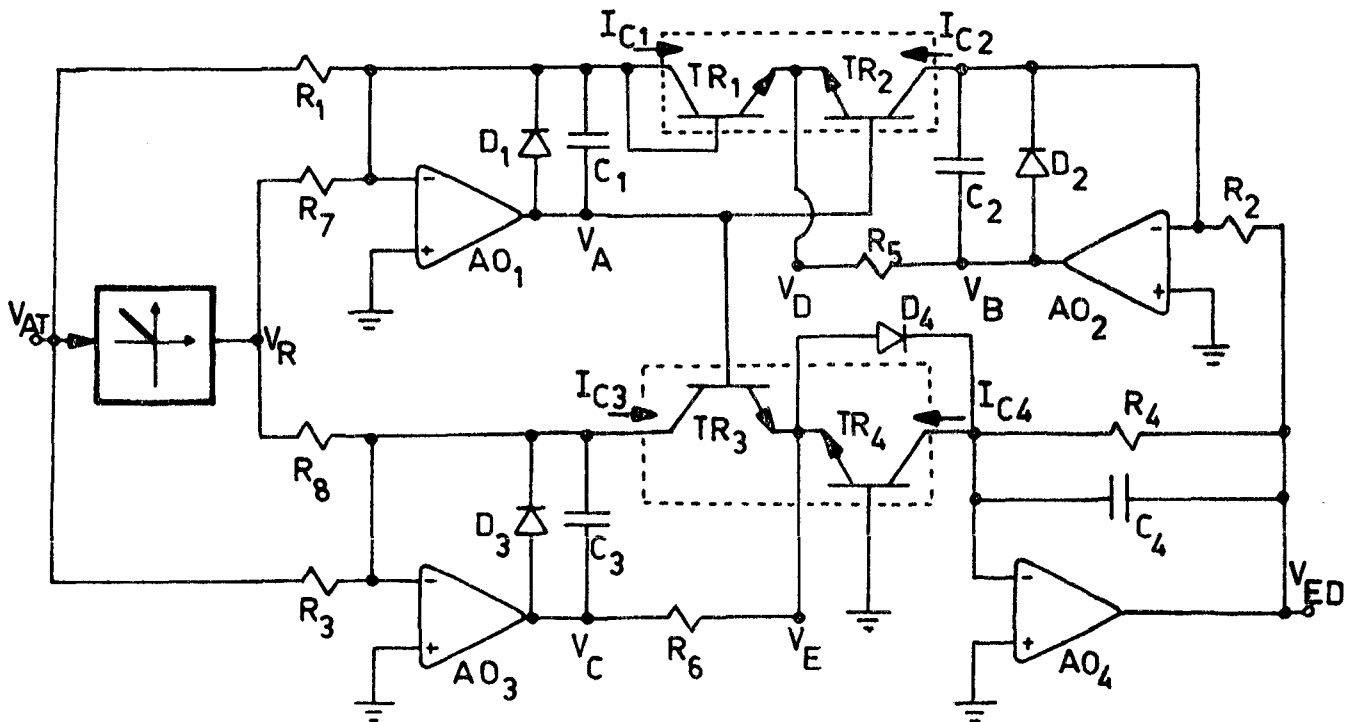 I_C1
I_C2
TR_1
TR_2
R_1
D_1
C_1
C_2
D_2
R_2
R_7
-
+
AO_1
V_A
R_5
V_D
V_B
-
+
AO_2
V_AT
V_R
D_4
I_C3
I_C4
TR_3
TR_4
R_4
R_8
D_3
C_3
C_4
R_3
-
+
AO_3
V_C
R_6
V_E
-
+
AO_4
V_ED